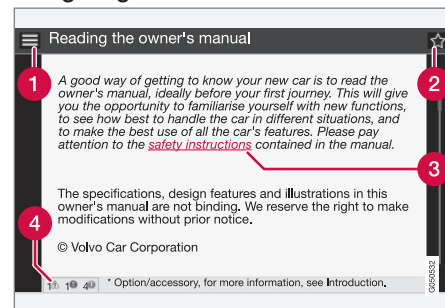 Reading the owner's manual
1
2
A good way of getting to know your new car is to read the
owner's manual, ideally before your first journey. This will give
you the opportunity to familiarise yourself with new functions,
to see how best to handle the car in different situations, and
to make the best use of all the car's features. Please pay
attention to the safety instructions contained in the manual.
3
The specifications, design features and illustrations in this
owner's manual are not binding. We reserve the right to make
modifications without prior notice.
4
© Volvo Car Corporation
1 1 4 * Option/accessory, for more information, see Introduction.
G050532